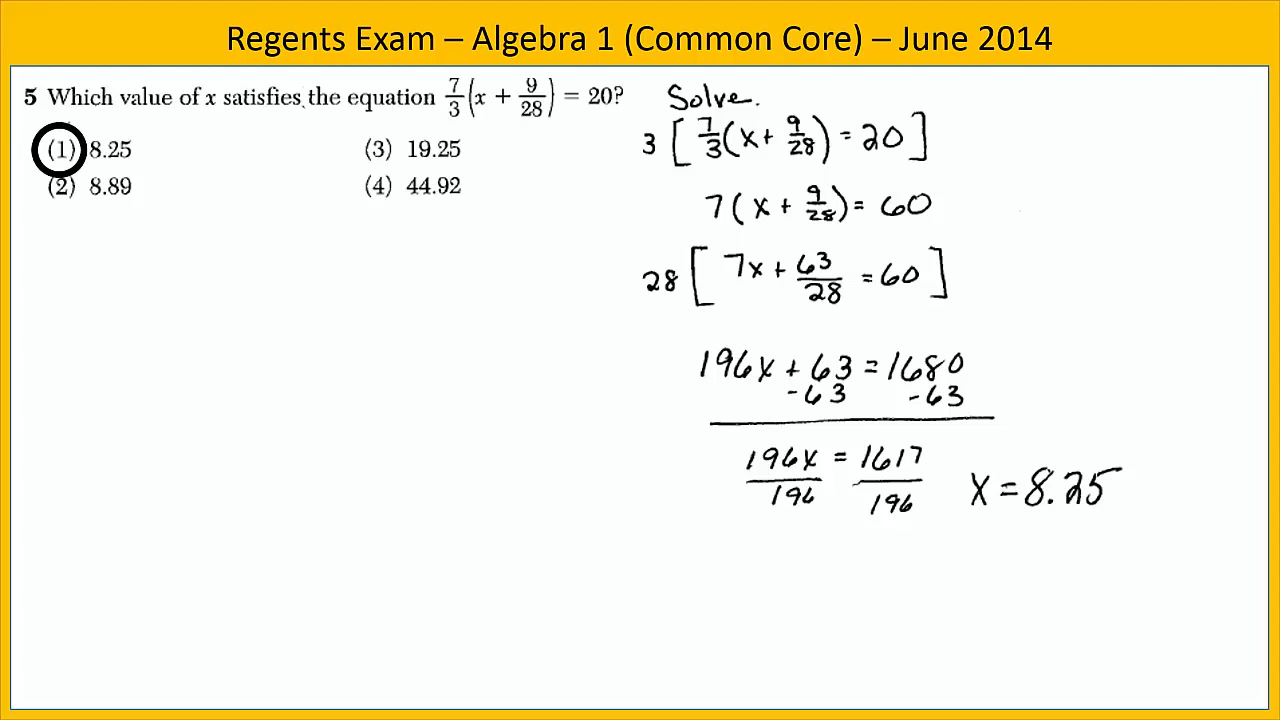 Regents Exam – Algebra 1 (Common Core) – June 2014
5 Which value of x satisfies the equation 7/3(x + 9/28) = 20?
(1) 8.25
(3) 19.25
(2) 8.89
(4) 44.92
Solve.
3 [ 7/3(x + 9/28) = 20 ]
7(x + 9/28) = 60
28 [ 7x + 63/28 = 60 ]
196x + 63 = 1680
-63 -63
196x = 1617
196 196
x = 8.25